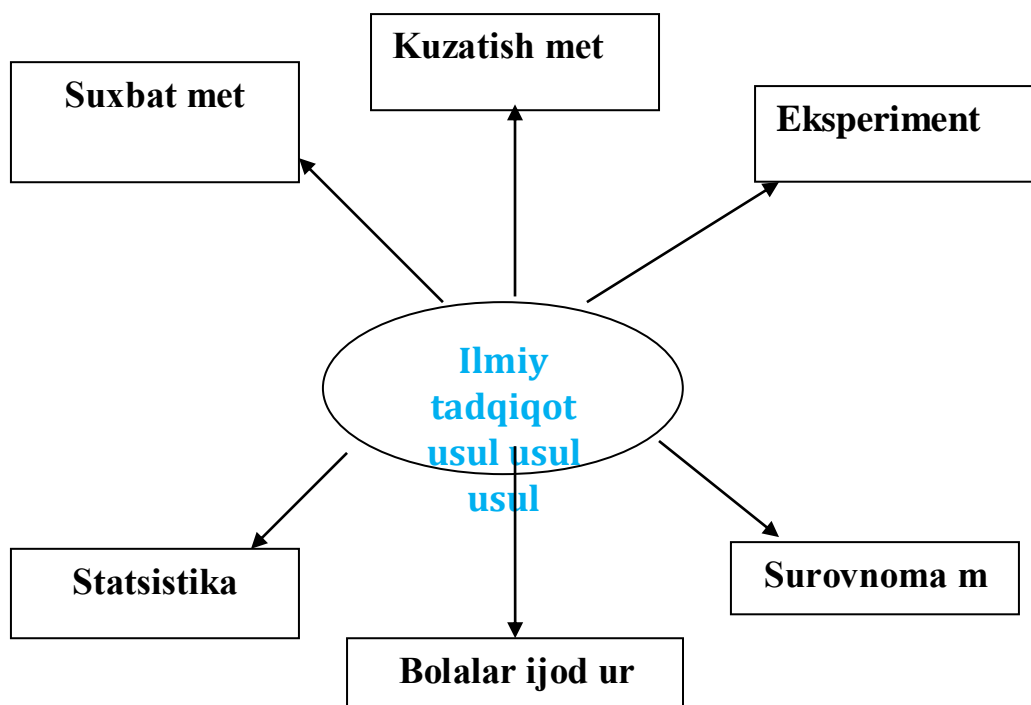 Kuzatish met
Suxbat met
Eksperiment
Ilmiy
tadqiqot
usul usul
usul
Statsistika
Surovnoma m
Bolalar ijod ur